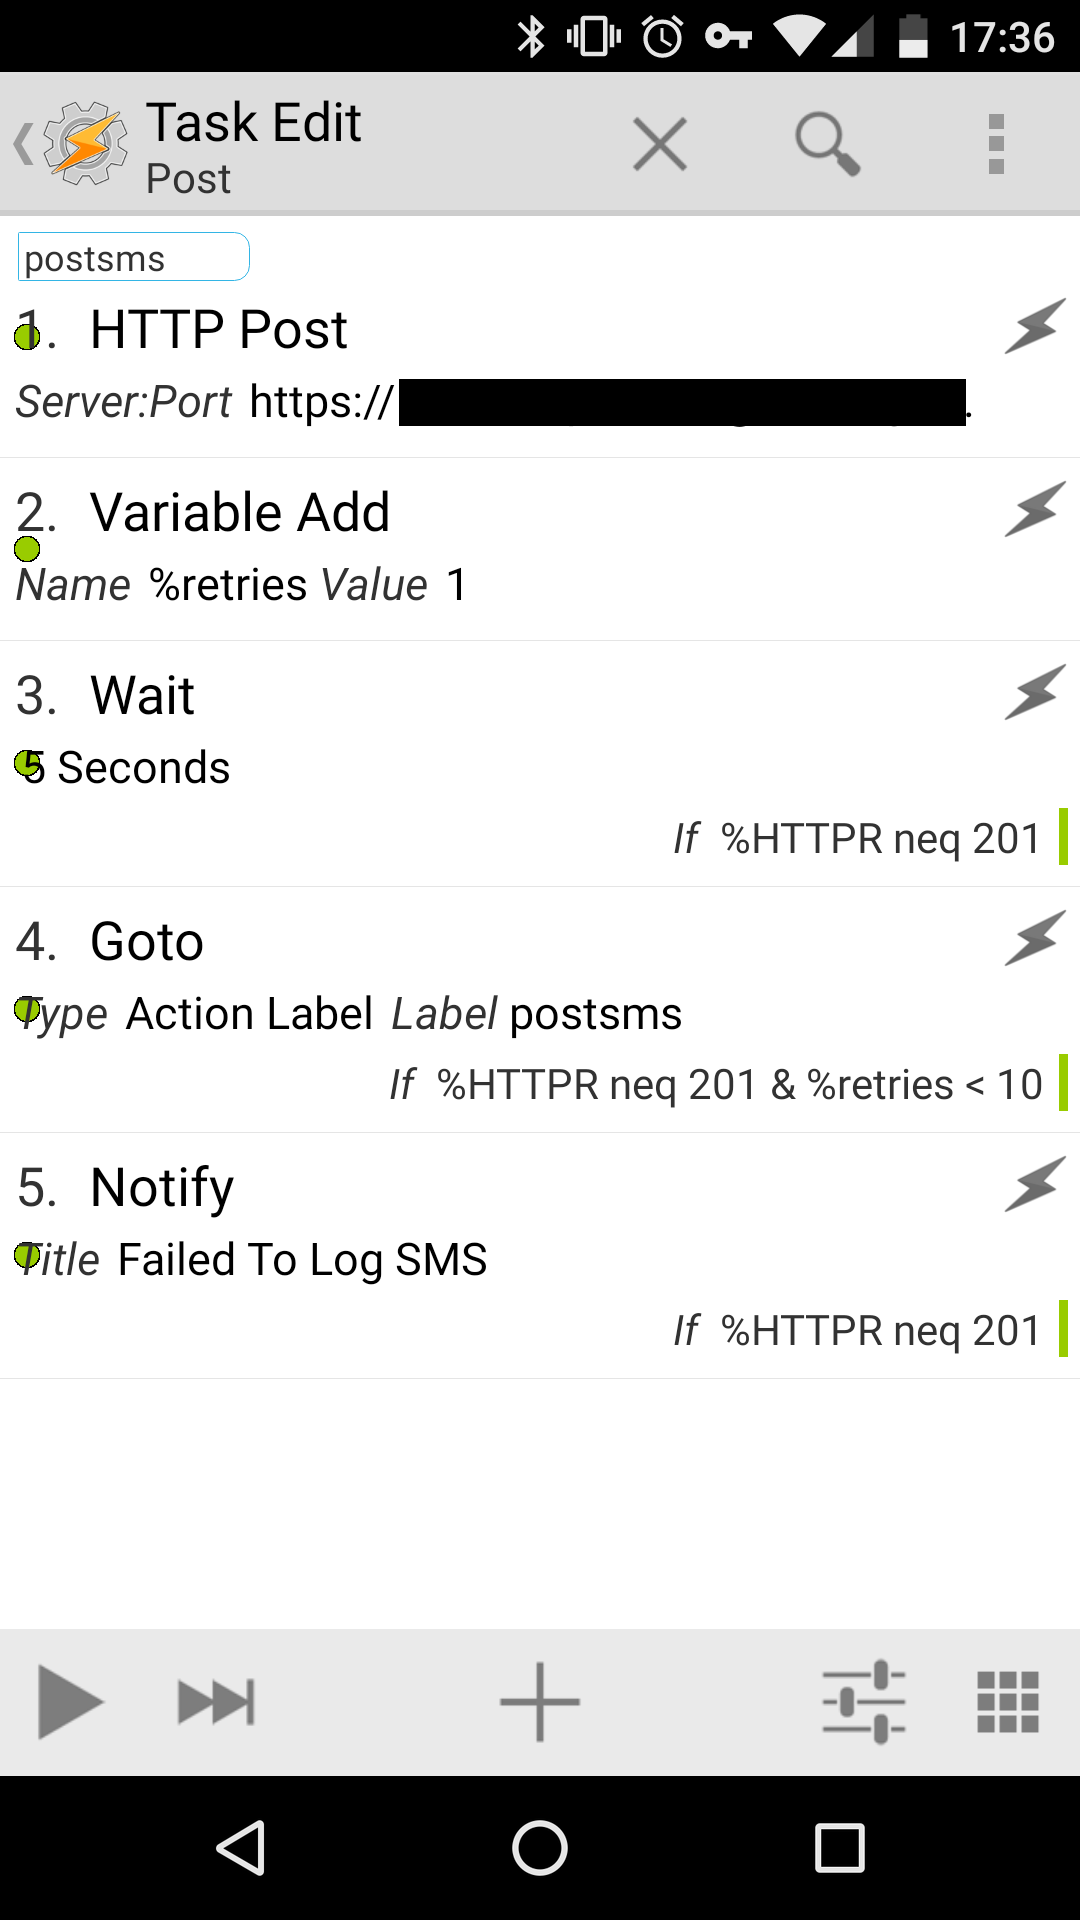 17:36
Task Edit
Post
postsms
1. HTTP Post
Server:Port https:// .
2. Variable Add
Name %retries Value 1
3. Wait
5 Seconds
If %HTTPR neq 201
4. Goto
Type Action Label Label postsms
If %HTTPR neq 201 & %retries < 10
5. Notify
Title Failed To Log SMS
If %HTTPR neq 201